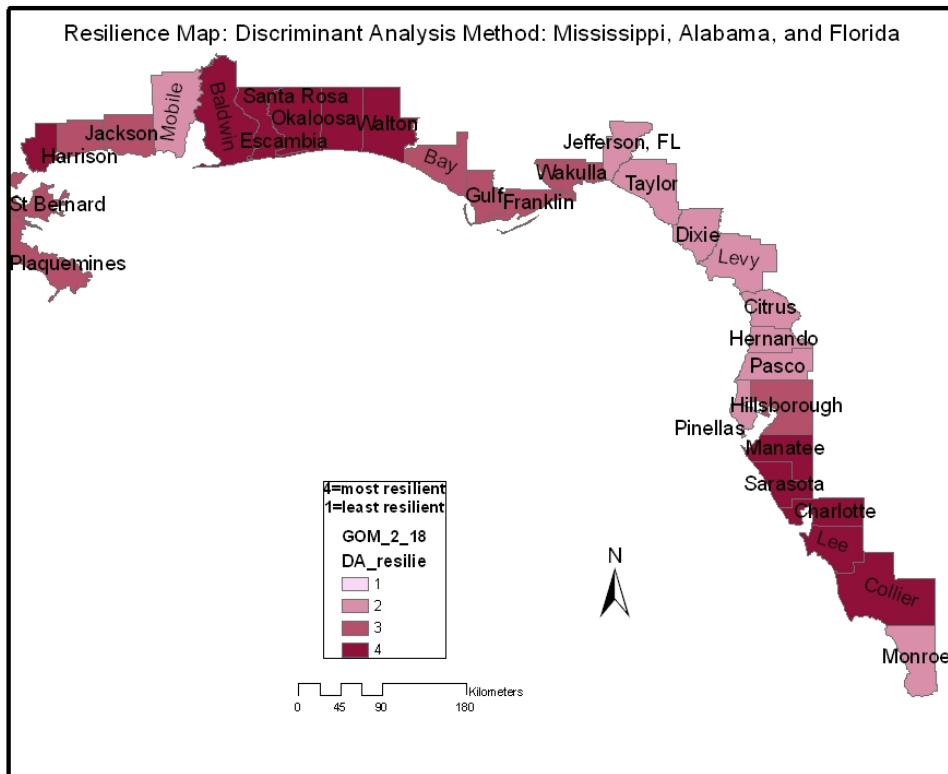 Resilience Map: Discriminant Analysis Method: Mississippi, Alabama, and Florida
Mobile
Baldwin
Santa Rosa
Okaloosa
Walton
Escambia
Jackson
Harrison
Jefferson, FL
Bay
Wakulla
Taylor
Gulf
Franklin
St Bernard
Dixie
Levy
Plaquemines
Citrus
Hernando
Pasco
Hillsborough
Pinellas
Manatee
Sarasota
Charlotte
Lee
Collier
Monroe
4=most resilient
1=least resilient
GOM_2_18
DA_resilie
1
2
3
4
N
Kilometers
0 45 90 180